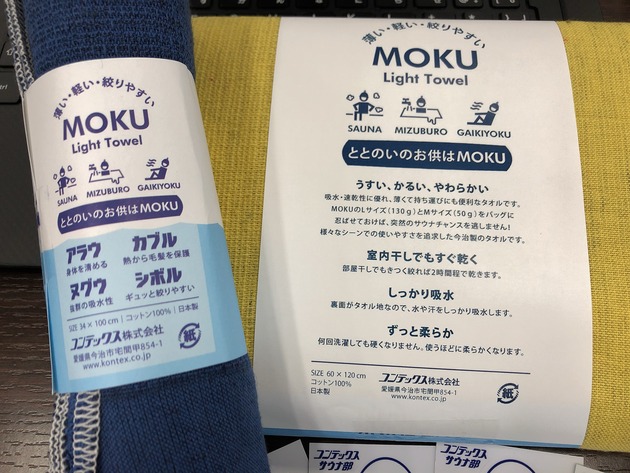 薄い・軽い・絞りやすい
MOKU
Light Towel
SAUNA MIZUBURO GAIKIYOKU
ととのいのお供はMOKU
アラウ
身体を薄める
カブル
熱から毛髪を保護
ヌグウ
抜群の吸水性
シボル
ギュッと絞りやすい
SIZE 34×100cm | コットン100% | 日本製
コンテックス株式会社
愛媛県今治市宅間甲854-1
www.kontex.co.jp
紙
薄い・軽い・絞りやすい
MOKU
Light Towel
SAUNA MIZUBURO GAIKIYOKU
ととのいのお供はMOKU
うすい、かるい、やわらかい
吸水・速乾性に優れ、薄くて持ち運びにも便利なタオルです。
MOKUのLサイズ(130g)とMサイズ(50g)をバッグに
忍ばせておけば、突然のサウナチャンスを逃しません!
様々なシーンでの使いやすさを追求した今治製のタオルです。
室内干しでもすぐ乾く
部屋干しでもきつく絞れば2時間程で乾きます。
しっかり吸水
裏面がタオル地なので、水や汗をしっかり吸水します。
ずっと柔らか
何回洗濯しても硬くなりません。使うほどに柔らかくなります。
SIZE 60×120cm
コットン100%
日本製
コンテックス株式会社
愛媛県今治市宅間甲854-1
www.kontex.co.jp
紙
コンテックス
サウナ部
コンテックス
サウナ部